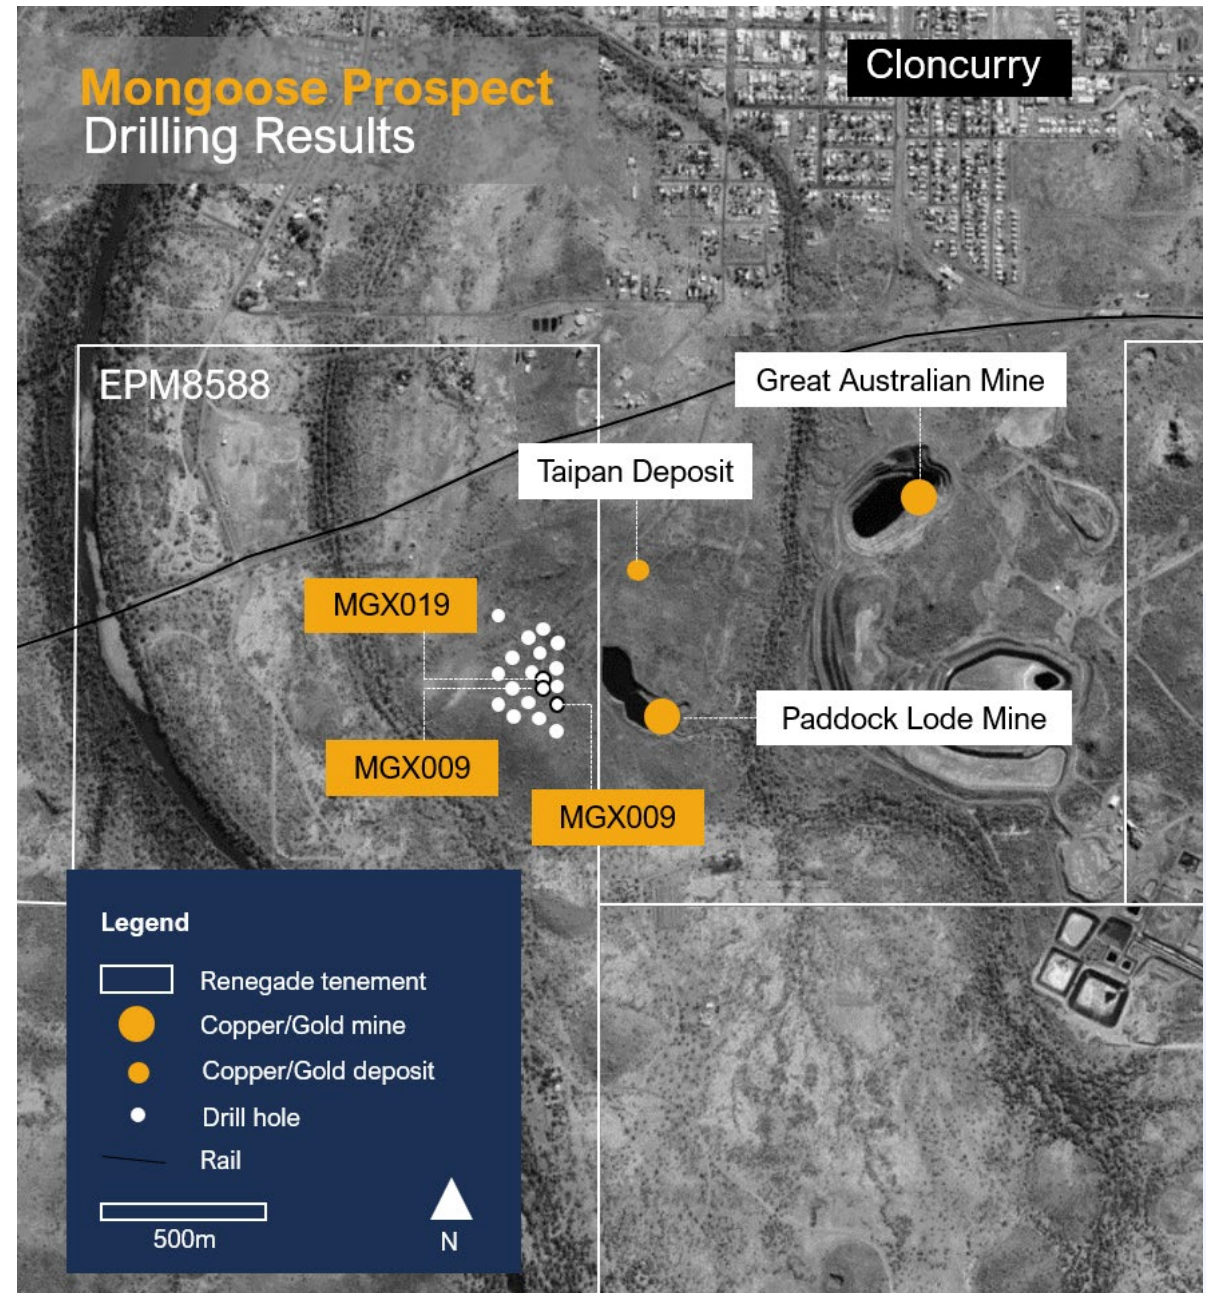 Mongoose Prospect
Drilling Results
Cloncurry
EPM8588
Great Australian Mine
Taipan Deposit
MGX019
Paddock Lode Mine
MGX009
MGX009
Legend
Renegade tenement
Copper/Gold mine
Copper/Gold deposit
Drill hole
Rail
500m
N